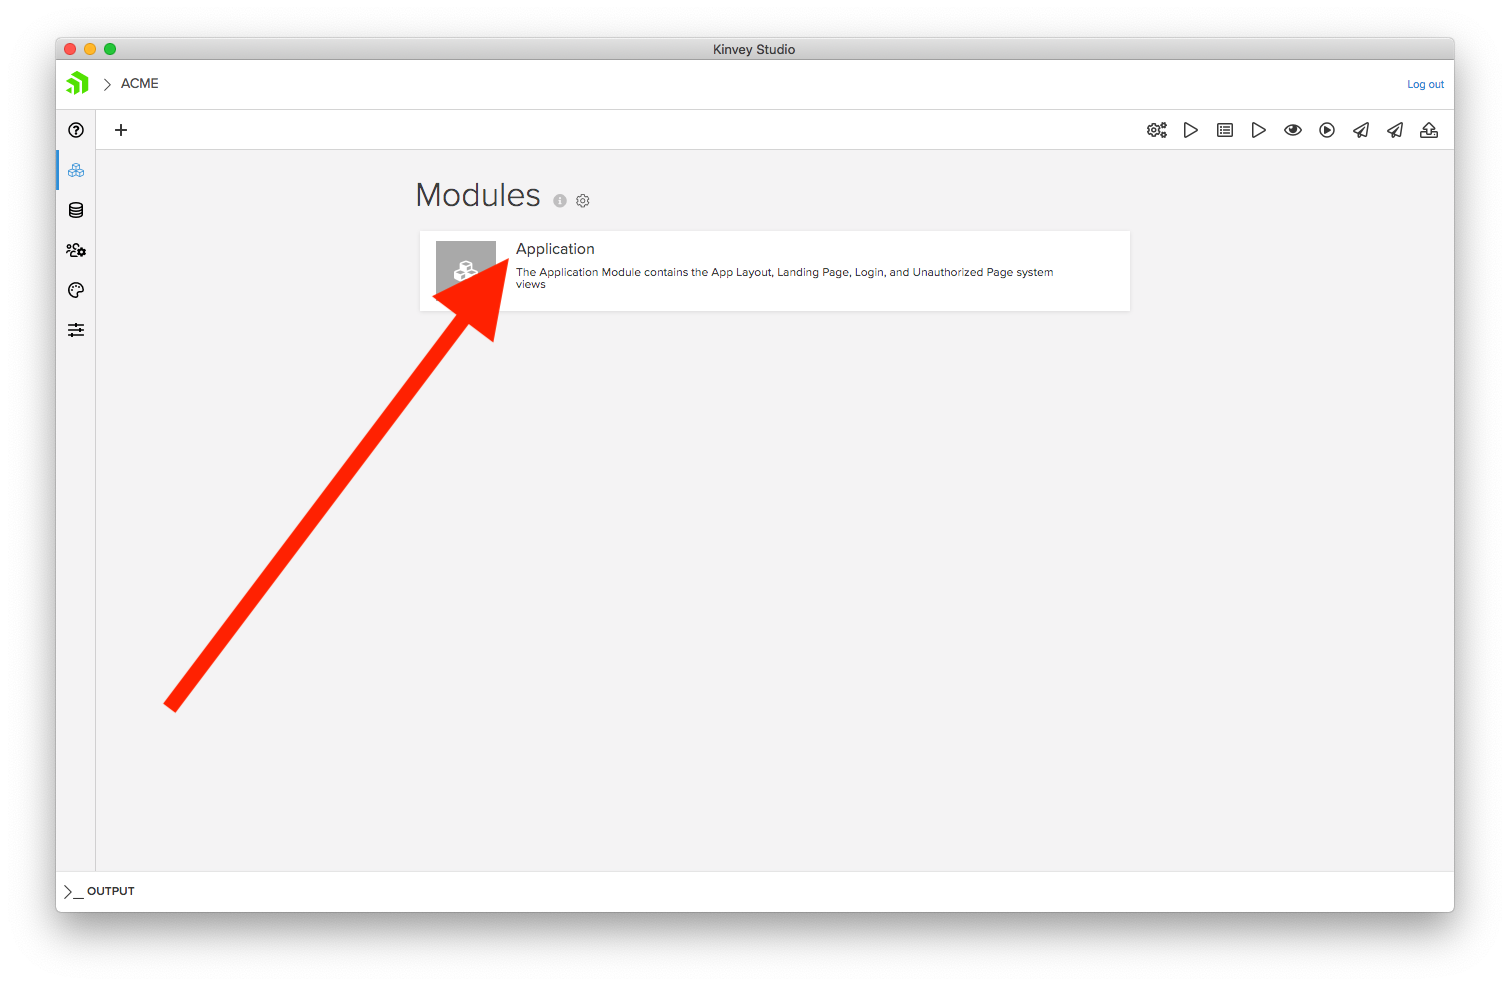 Kinvey Studio
ACME
Log out
Modules
Application
The Application Module contains the App Layout, Landing Page, Login, and Unauthorized Page system
views
OUTPUT